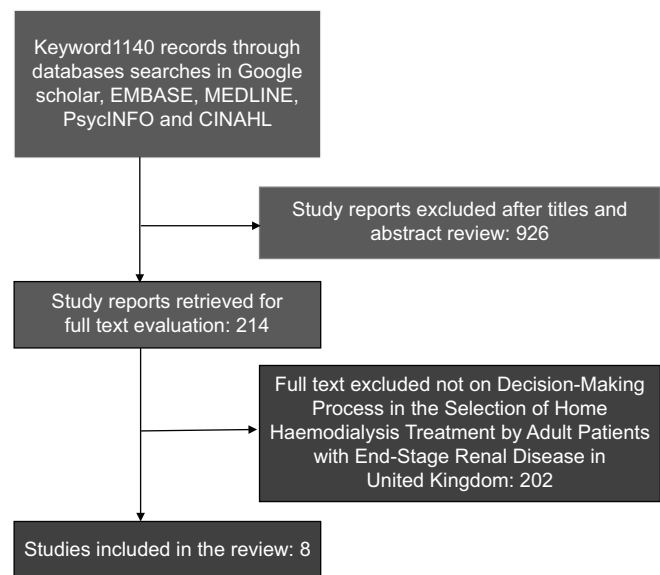 Keyword1140 records through
databases searches in Google
scholar, EMBASE, MEDLINE,
PsycINFO and CINAHL
Study reports excluded after titles and
abstract review: 926
Study reports retrieved for
full text evaluation: 214
Full text excluded not on Decision-Making
Process in the Selection of Home
Haemodialysis Treatment by Adult Patients
with End-Stage Renal Disease in
United Kingdom: 202
Studies included in the review: 8